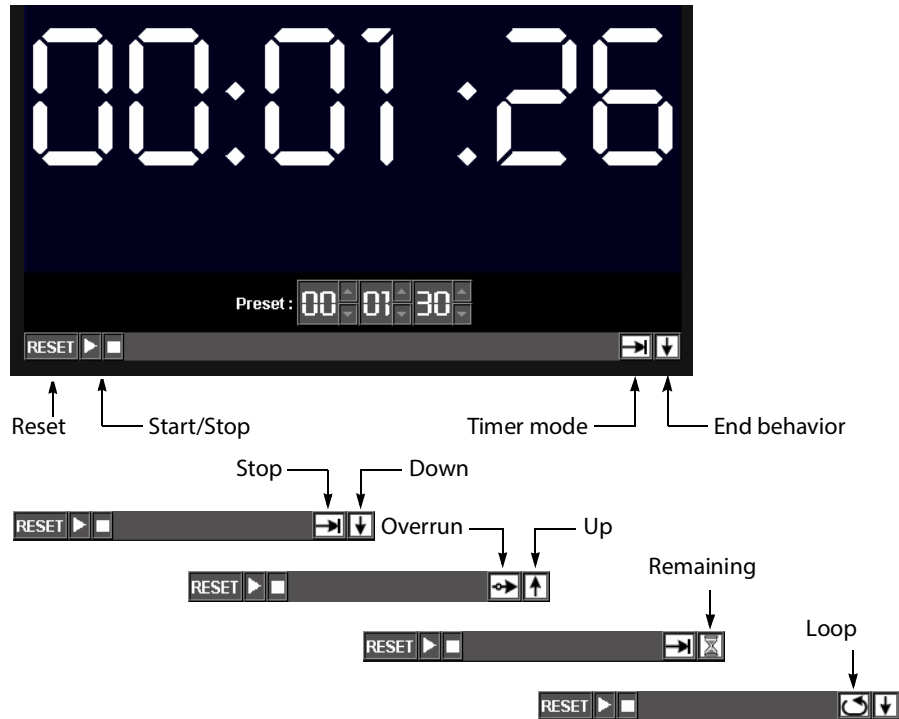 00:01:26
Preset: 00 01 30
RESET
Reset Start/Stop Timer mode End behavior
Stop Down
RESET Overrun Up
RESET Remaining
RESET Loop
RESET